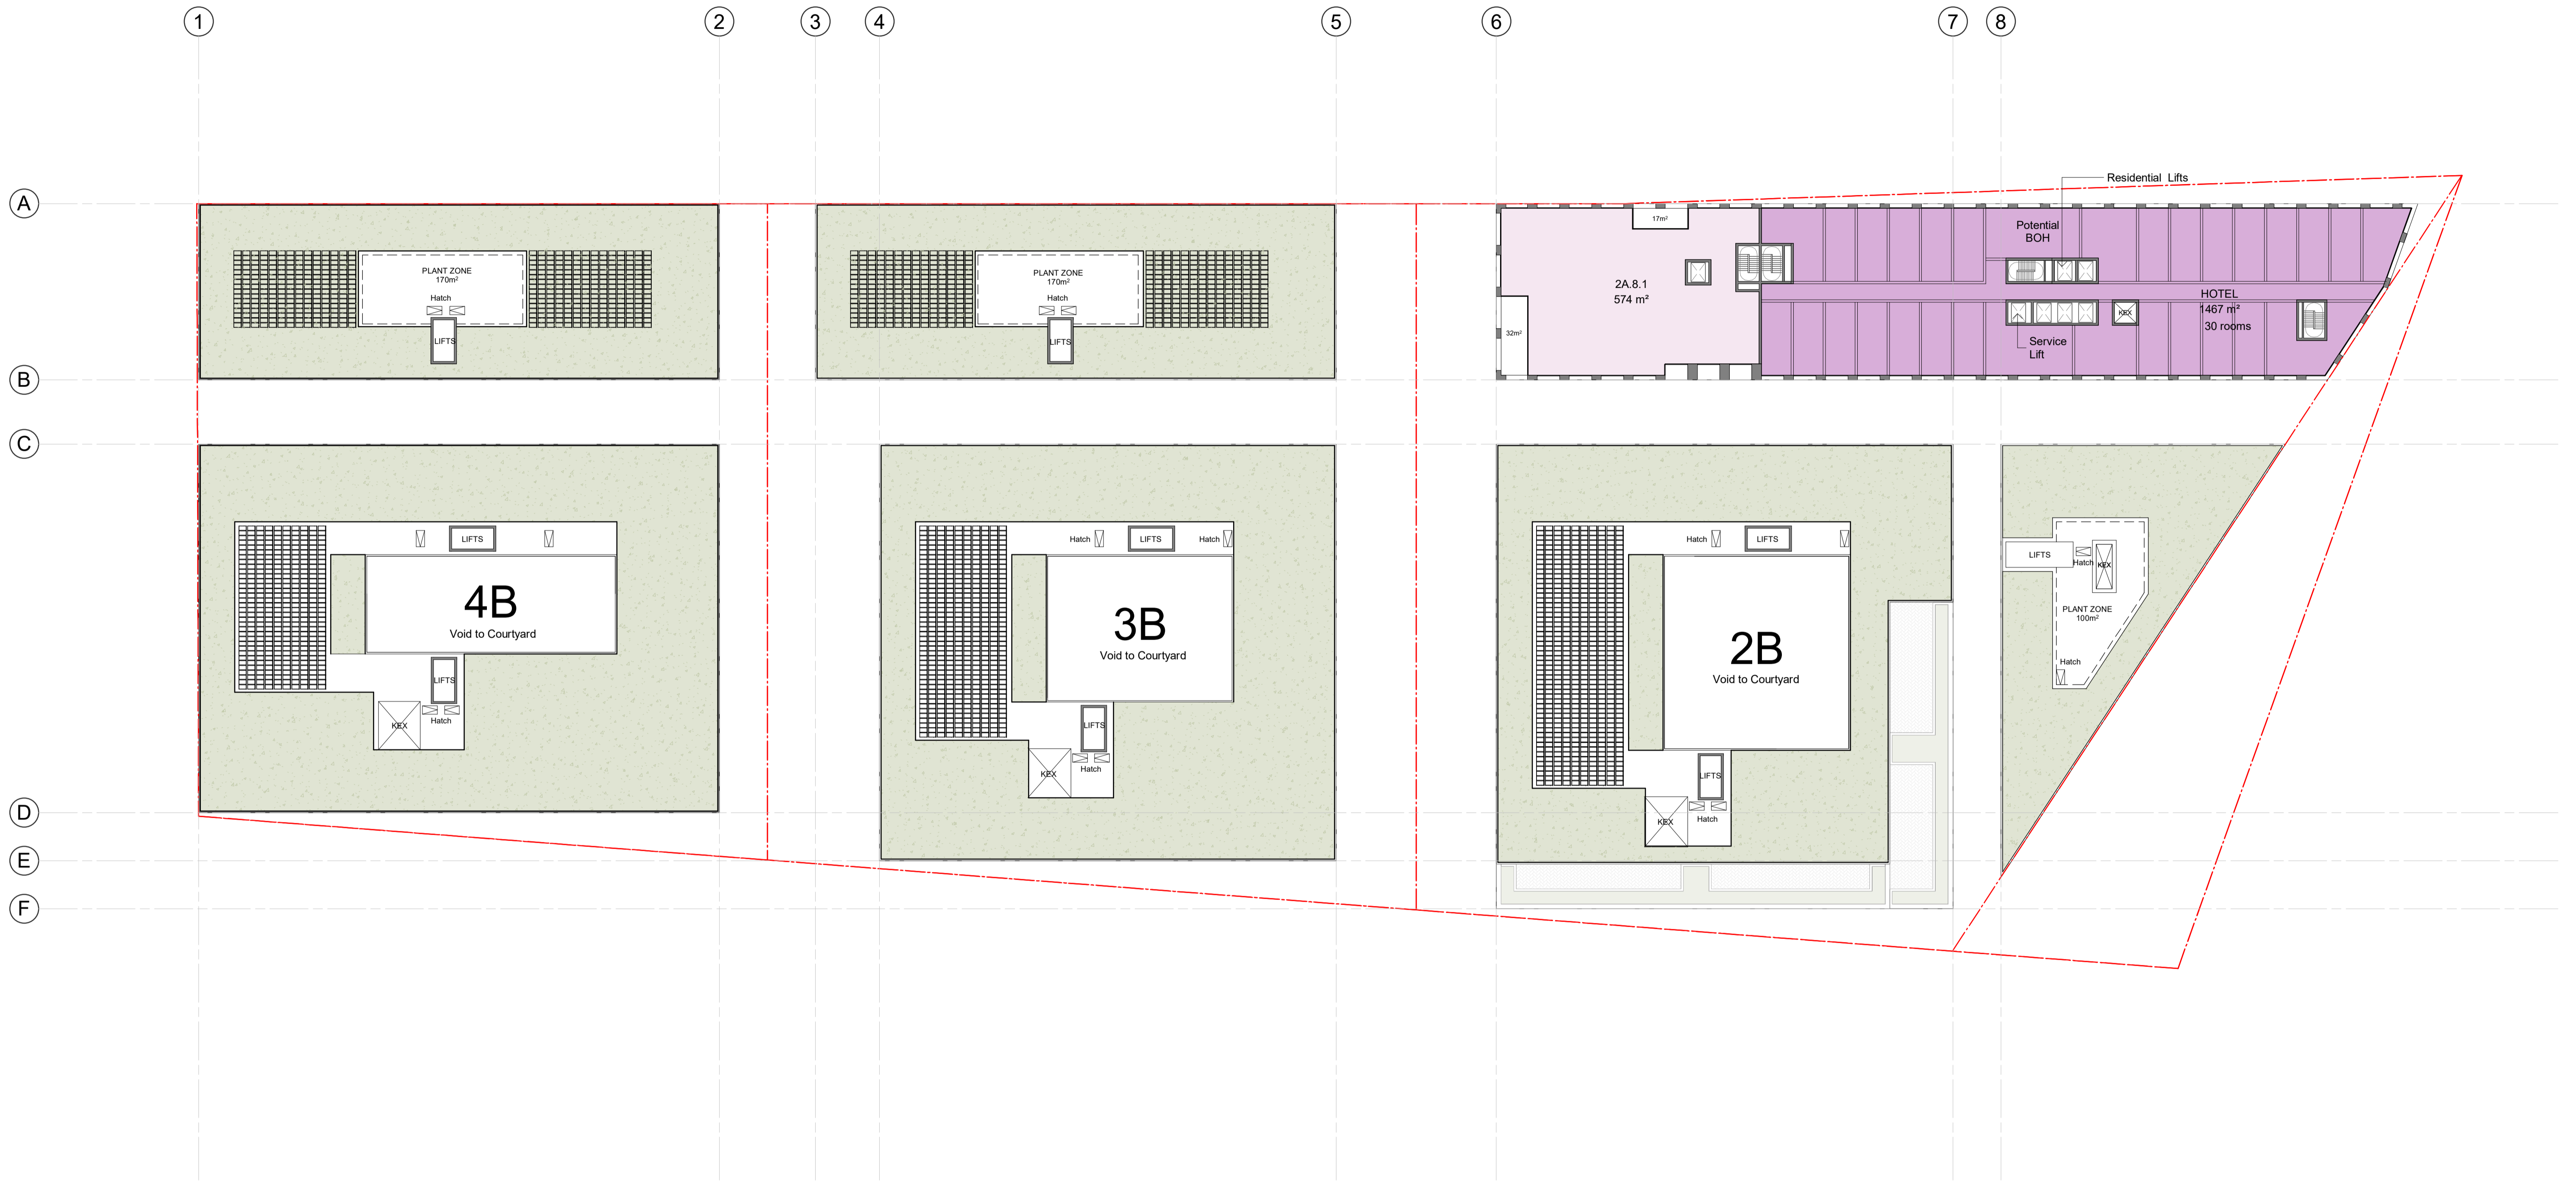 1 2 3 4 5 6 7 8
A
B
C
D
E
F
PLANT ZONE
170m²
Hatch
LIFTS
PLANT ZONE
170m²
Hatch
LIFTS
17m²
32m²
2A.8.1
574 m²
Residential Lifts
Potential
BOH
HOTEL
1467 m²
30 rooms
KEX
Service
Lift
LIFTS
4B
Void to Courtyard
LIFTS
KEX
Hatch
Hatch
LIFTS
Hatch
3B
Void to Courtyard
LIFTS
KEX
Hatch
Hatch
LIFTS
2B
Void to Courtyard
LIFTS
KEX
Hatch
LIFTS
Hatch
KEX
PLANT ZONE
100m²
Hatch